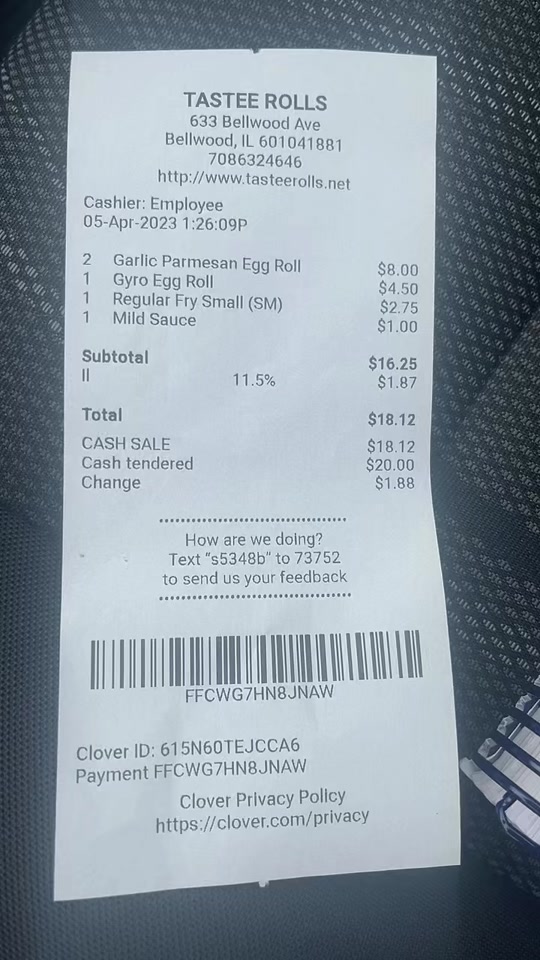 TASTEE ROLLS
633 Bellwood Ave
Bellwood, IL 601041881
7086324646
http://www.tasteerolls.net
Cashier: Employee
05-Apr-2023 1:26:09P
2 Garlic Parmesan Egg Roll $8.00
1 Gyro Egg Roll $4.50
1 Regular Fry Small (SM) $2.75
1 Mild Sauce $1.00
Subtotal $16.25
Il 11.5% $1.87
Total $18.12
CASH SALE $18.12
Cash tendered $20.00
Change $1.88
How are we doing?
Text "s5348b" to 73752
to send us your feedback
FFCWG7HN8JNAW
Clover ID: 615N60TEJCCA6
Payment FFCWG7HN8JNAW
Clover Privacy Policy
https://clover.com/privacy